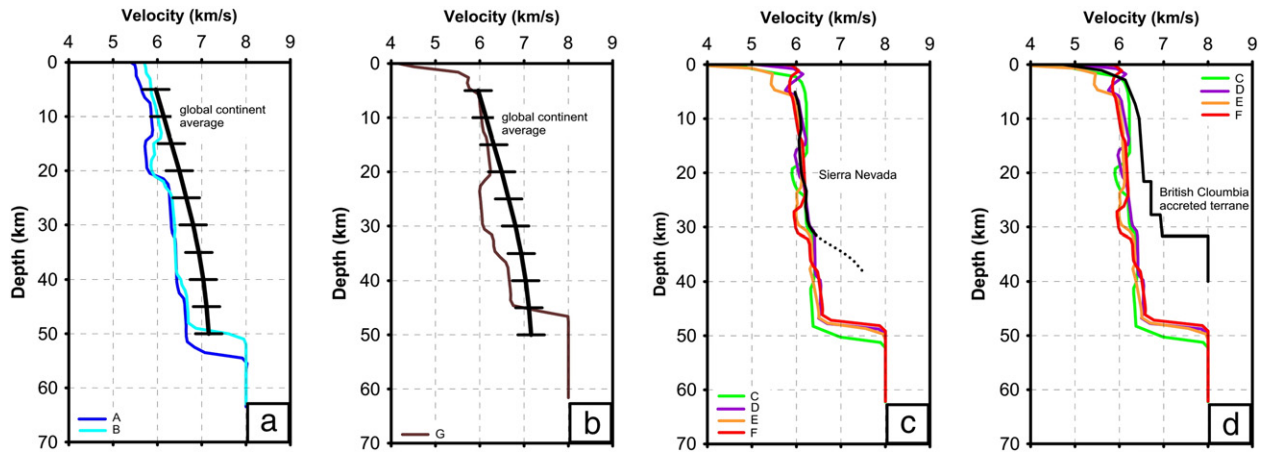 Velocity (km/s)
4 5 6 7 8 9
0
10
20
30
40
50
60
70
Depth (km)
global continent
average
A
B
a
Velocity (km/s)
4 5 6 7 8 9
0
10
20
30
40
50
60
70
Depth (km)
global continent
average
G
b
Velocity (km/s)
4 5 6 7 8 9
0
10
20
30
40
50
60
70
Depth (km)
Sierra Nevada
C
D
E
F
c
Velocity (km/s)
4 5 6 7 8 9
0
10
20
30
40
50
60
70
Depth (km)
C
D
E
F
British Cloumbia
accreted terrane
d